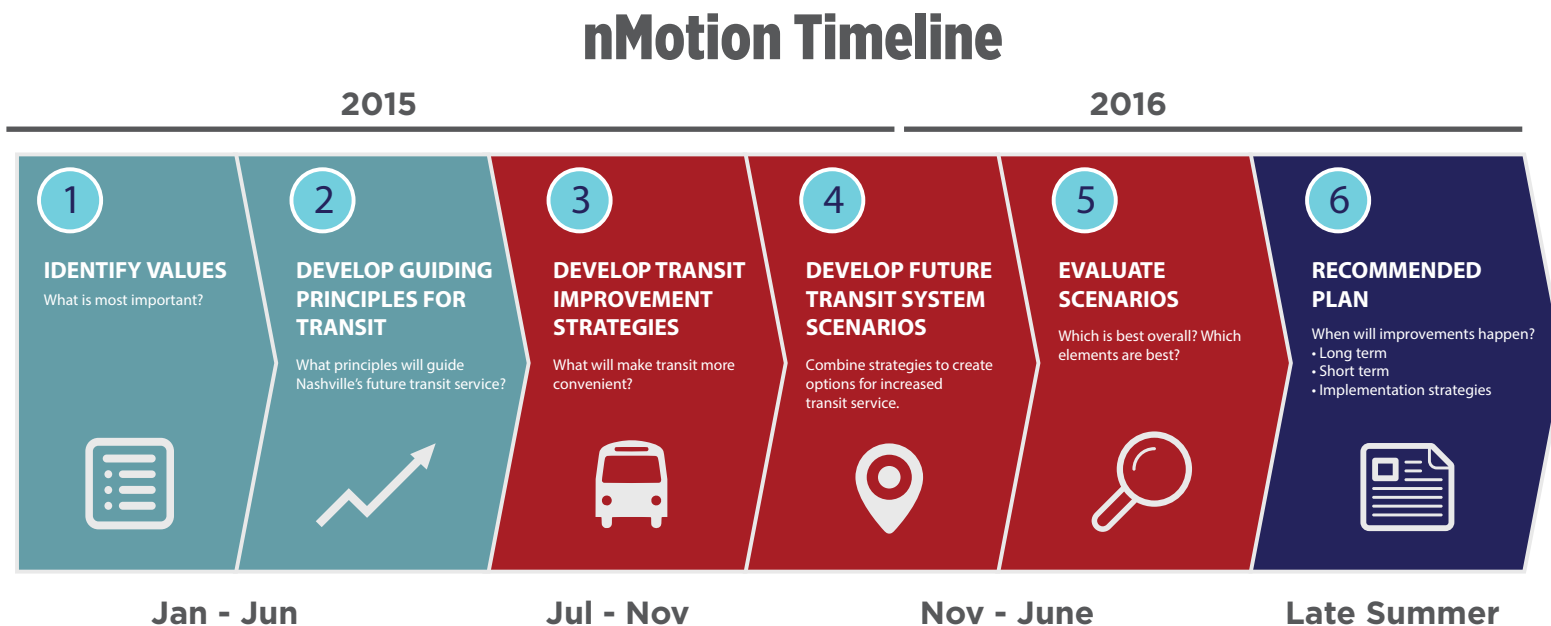 nMotion Timeline
2015
2016
1
IDENTIFY VALUES
What is most important?
2
DEVELOP GUIDING
PRINCIPLES FOR
TRANSIT
What principles will guide
Nashville's future transit service?
3
DEVELOP TRANSIT
IMPROVEMENT
STRATEGIES
What will make transit more
convenient?
4
DEVELOP FUTURE
TRANSIT SYSTEM
SCENARIOS
Combine strategies to create
options for increased
transit service.
5
EVALUATE
SCENARIOS
Which is best overall? Which
elements are best?
6
RECOMMENDED
PLAN
When will improvements happen?
• Long term
• Short term
• Implementation strategies
Jan - Jun
Jul - Nov
Nov - June
Late Summer